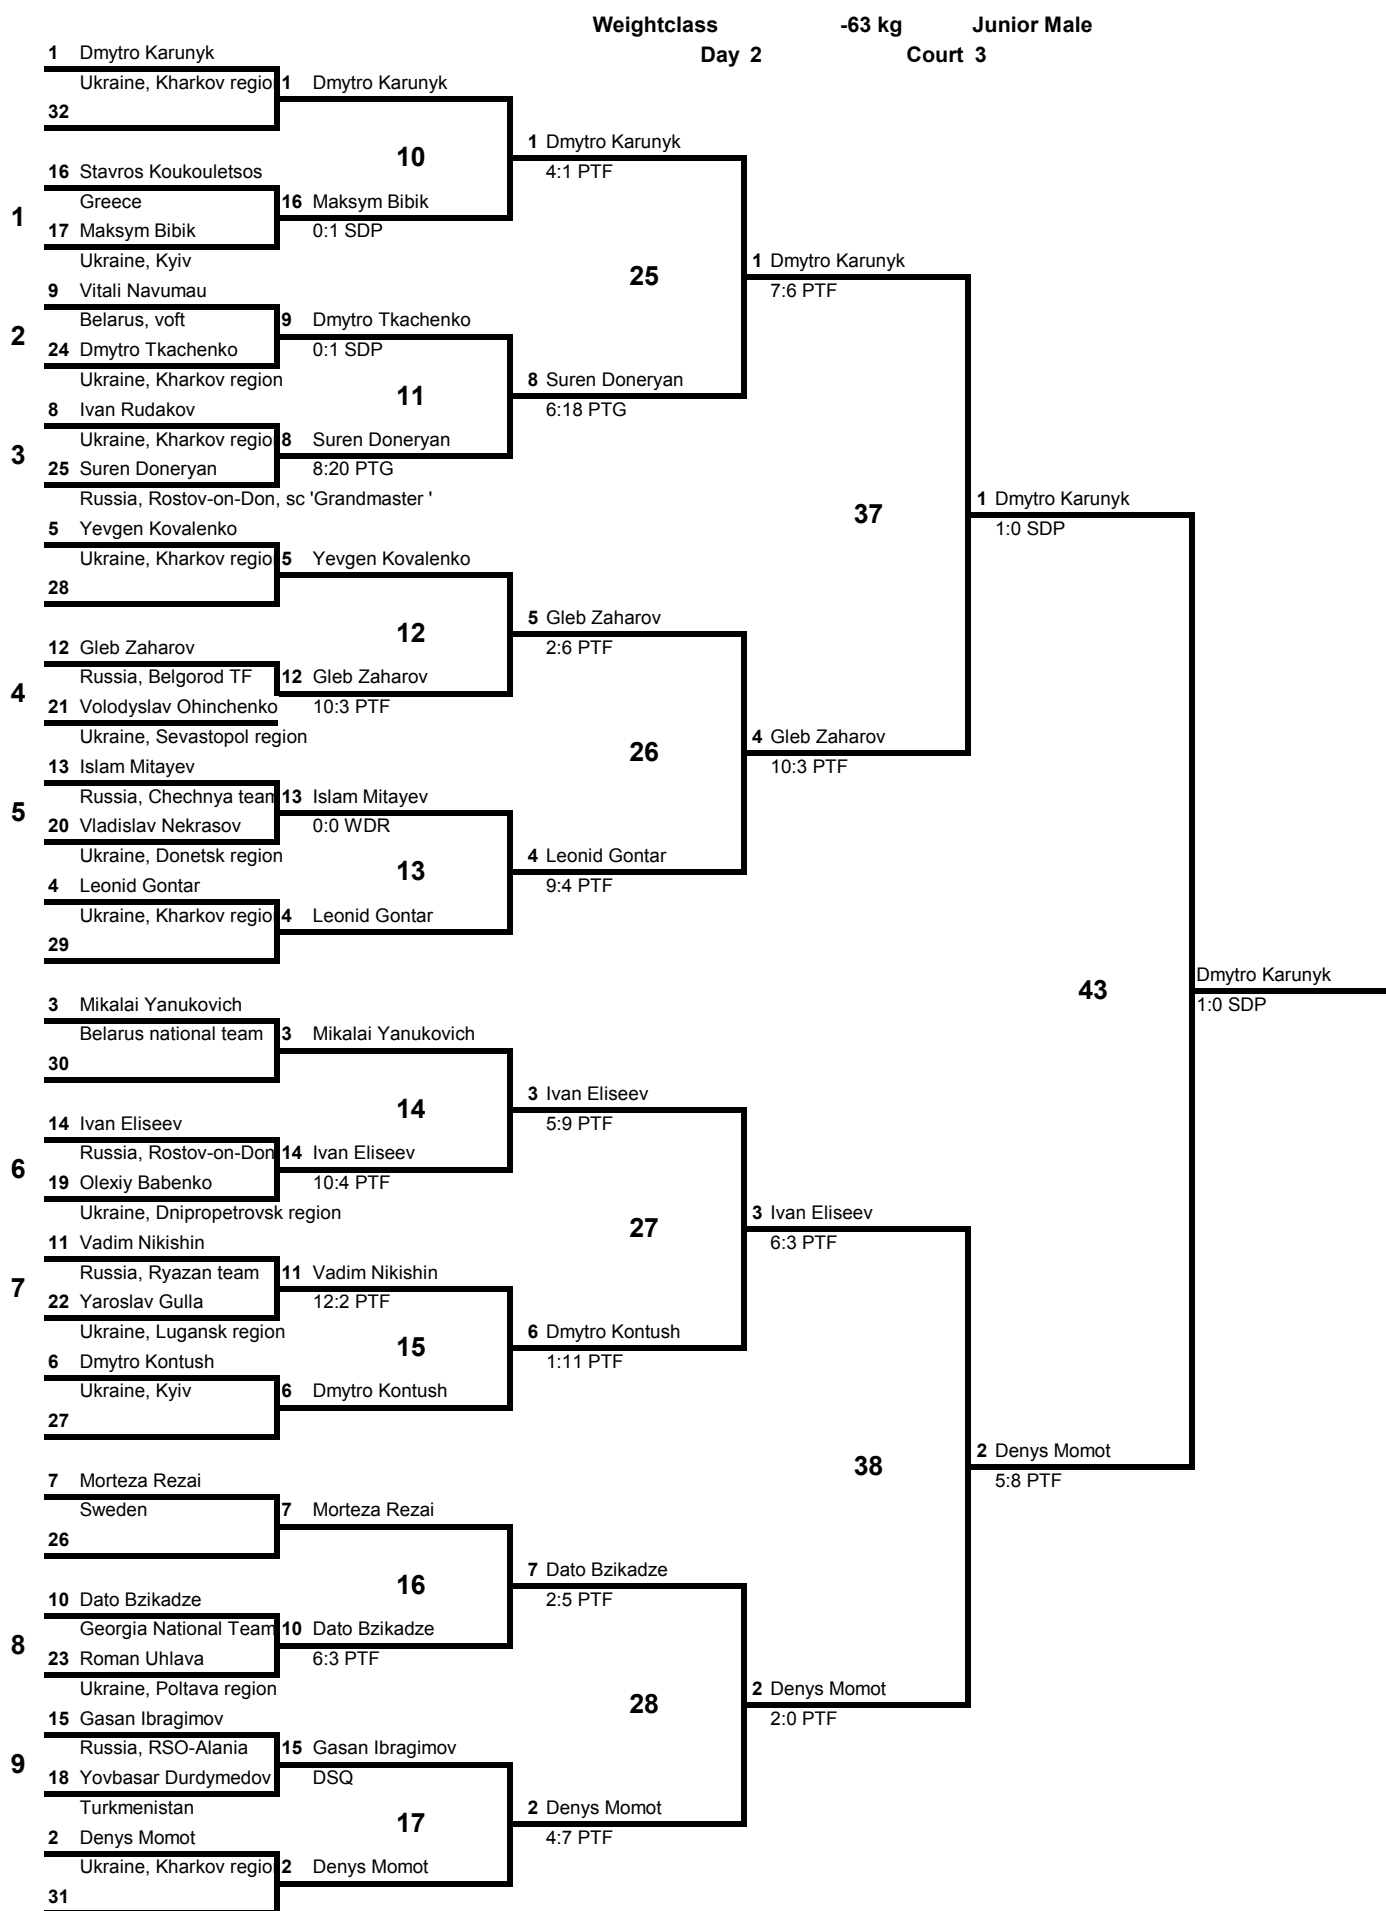 Weightclass -63 kg Junior Male
1 Dmytro Karunyk Day 2 Court 3
Ukraine, Kharkov regio 1 Dmytro Karunyk
32
10 1 Dmytro Karunyk
16 Stavros Koukouletsos 4:1 PTF
Greece 16 Maksym Bibik
1
17 Maksym Bibik 0:1 SDP
Ukraine, Kyiv 25 1 Dmytro Karunyk
9 Vitali Navumau 7:6 PTF
Belarus, voft 9 Dmytro Tkachenko
2
24 Dmytro Tkachenko 0:1 SDP
Ukraine, Kharkov region 11 8 Suren Doneryan
8 Ivan Rudakov 6:18 PTG
Ukraine, Kharkov regio 8 Suren Doneryan
3
25 Suren Doneryan 8:20 PTG
Russia, Rostov-on-Don, sc 'Grandmaster ' 37 1 Dmytro Karunyk
5 Yevgen Kovalenko 1:0 SDP
Ukraine, Kharkov regio 5 Yevgen Kovalenko
28
12 5 Gleb Zaharov
12 Gleb Zaharov 2:6 PTF
Russia, Belgorod TF 12 Gleb Zaharov
4
21 Volodyslav Ohinchenko 10:3 PTF
Ukraine, Sevastopol region 26 4 Gleb Zaharov
13 Islam Mitayev 10:3 PTF
Russia, Chechnya team 13 Islam Mitayev
5
20 Vladislav Nekrasov 0:0 WDR
Ukraine, Donetsk region 13 4 Leonid Gontar
4 Leonid Gontar 9:4 PTF
Ukraine, Kharkov regio 4 Leonid Gontar
29
43 Dmytro Karunyk
3 Mikalai Yanukovich 1:0 SDP
Belarus national team 3 Mikalai Yanukovich
30
14 3 Ivan Eliseev
14 Ivan Eliseev 5:9 PTF
Russia, Rostov-on-Don 14 Ivan Eliseev
6
19 Olexiy Babenko 10:4 PTF
Ukraine, Dnipropetrovsk region 27 3 Ivan Eliseev
11 Vadim Nikishin 6:3 PTF
Russia, Ryazan team 11 Vadim Nikishin
7
22 Yaroslav Gulla 12:2 PTF
Ukraine, Lugansk region 15 6 Dmytro Kontush
6 Dmytro Kontush 1:11 PTF
Ukraine, Kyiv 6 Dmytro Kontush
27
38 2 Denys Momot
7 Morteza Rezai 5:8 PTF
Sweden 7 Morteza Rezai
26
16 7 Dato Bzikadze
10 Dato Bzikadze 2:5 PTF
Georgia National Team 10 Dato Bzikadze
8
23 Roman Uhlava 6:3 PTF
Ukraine, Poltava region 28 2 Denys Momot
15 Gasan Ibragimov 2:0 PTF
Russia, RSO-Alania 15 Gasan Ibragimov
9
18 Yovbasar Durdymedov DSQ
Turkmenistan 17 2 Denys Momot
2 Denys Momot 4:7 PTF
Ukraine, Kharkov regio 2 Denys Momot
31